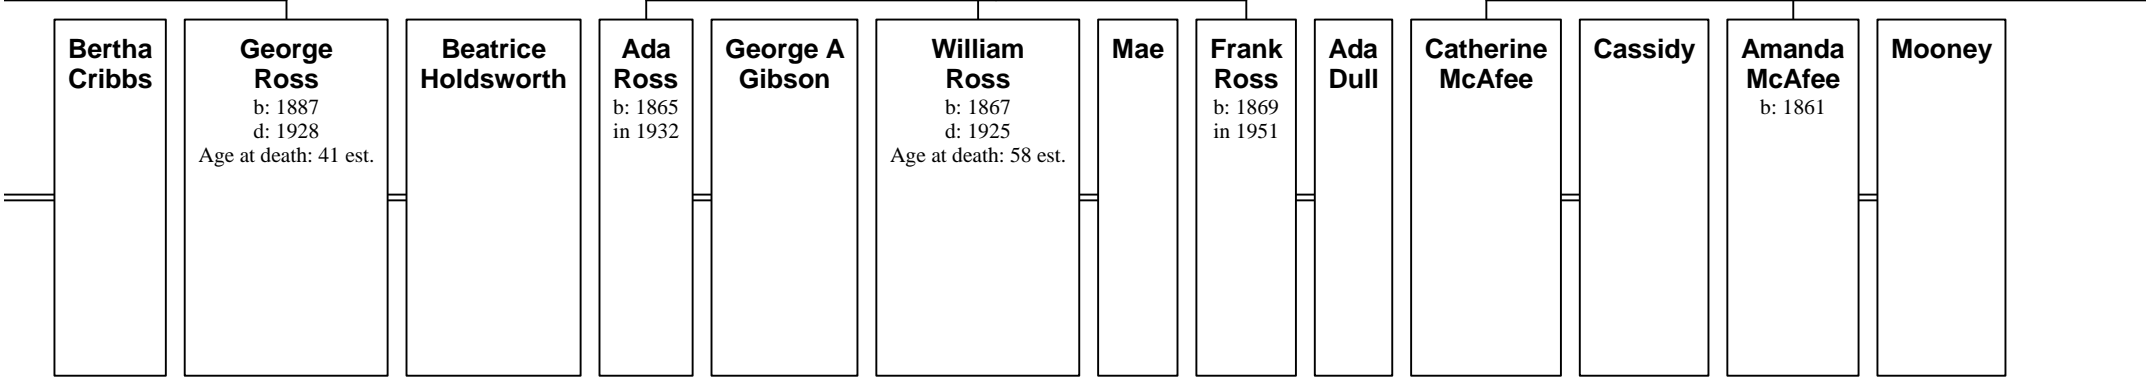 Bertha
Cribbs
George
Ross
b: 1887
d: 1928
Age at death: 41 est.
Beatrice
Holdsworth
Ada
Ross
b: 1865
in 1932
George A
Gibson
William
Ross
b: 1867
d: 1925
Age at death: 58 est.
Mae
Frank
Ross
b: 1869
in 1951
Ada
Dull
Catherine
McAfee
Cassidy
Amanda
McAfee
b: 1861
Mooney